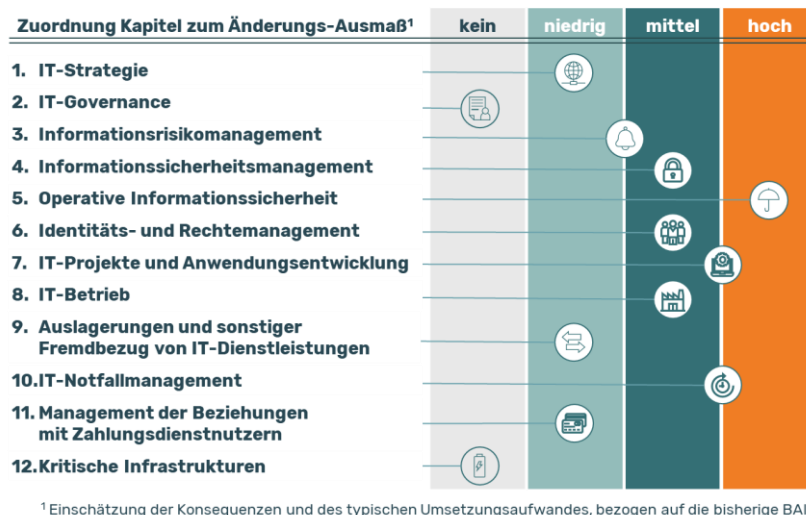 Zuordnung Kapitel zum Änderungs-Ausmaß¹ kein niedrig mittel hoch
1. IT-Strategie
2. IT-Governance
3. Informationsrisikomanagement
4. Informationssicherheitsmanagement
5. Operative Informationssicherheit
6. Identitäts- und Rechtemanagement
7. IT-Projekte und Anwendungsentwicklung
8. IT-Betrieb
9. Auslagerungen und sonstiger
Fremdbezug von IT-Dienstleistungen
10. IT-Notfallmanagement
11. Management der Beziehungen
mit Zahlungsdienstnutzern
12. Kritische Infrastrukturen
¹ Einschätzung der Konsequenzen und des typischen Umsetzungsaufwandes, bezogen auf die bisherige